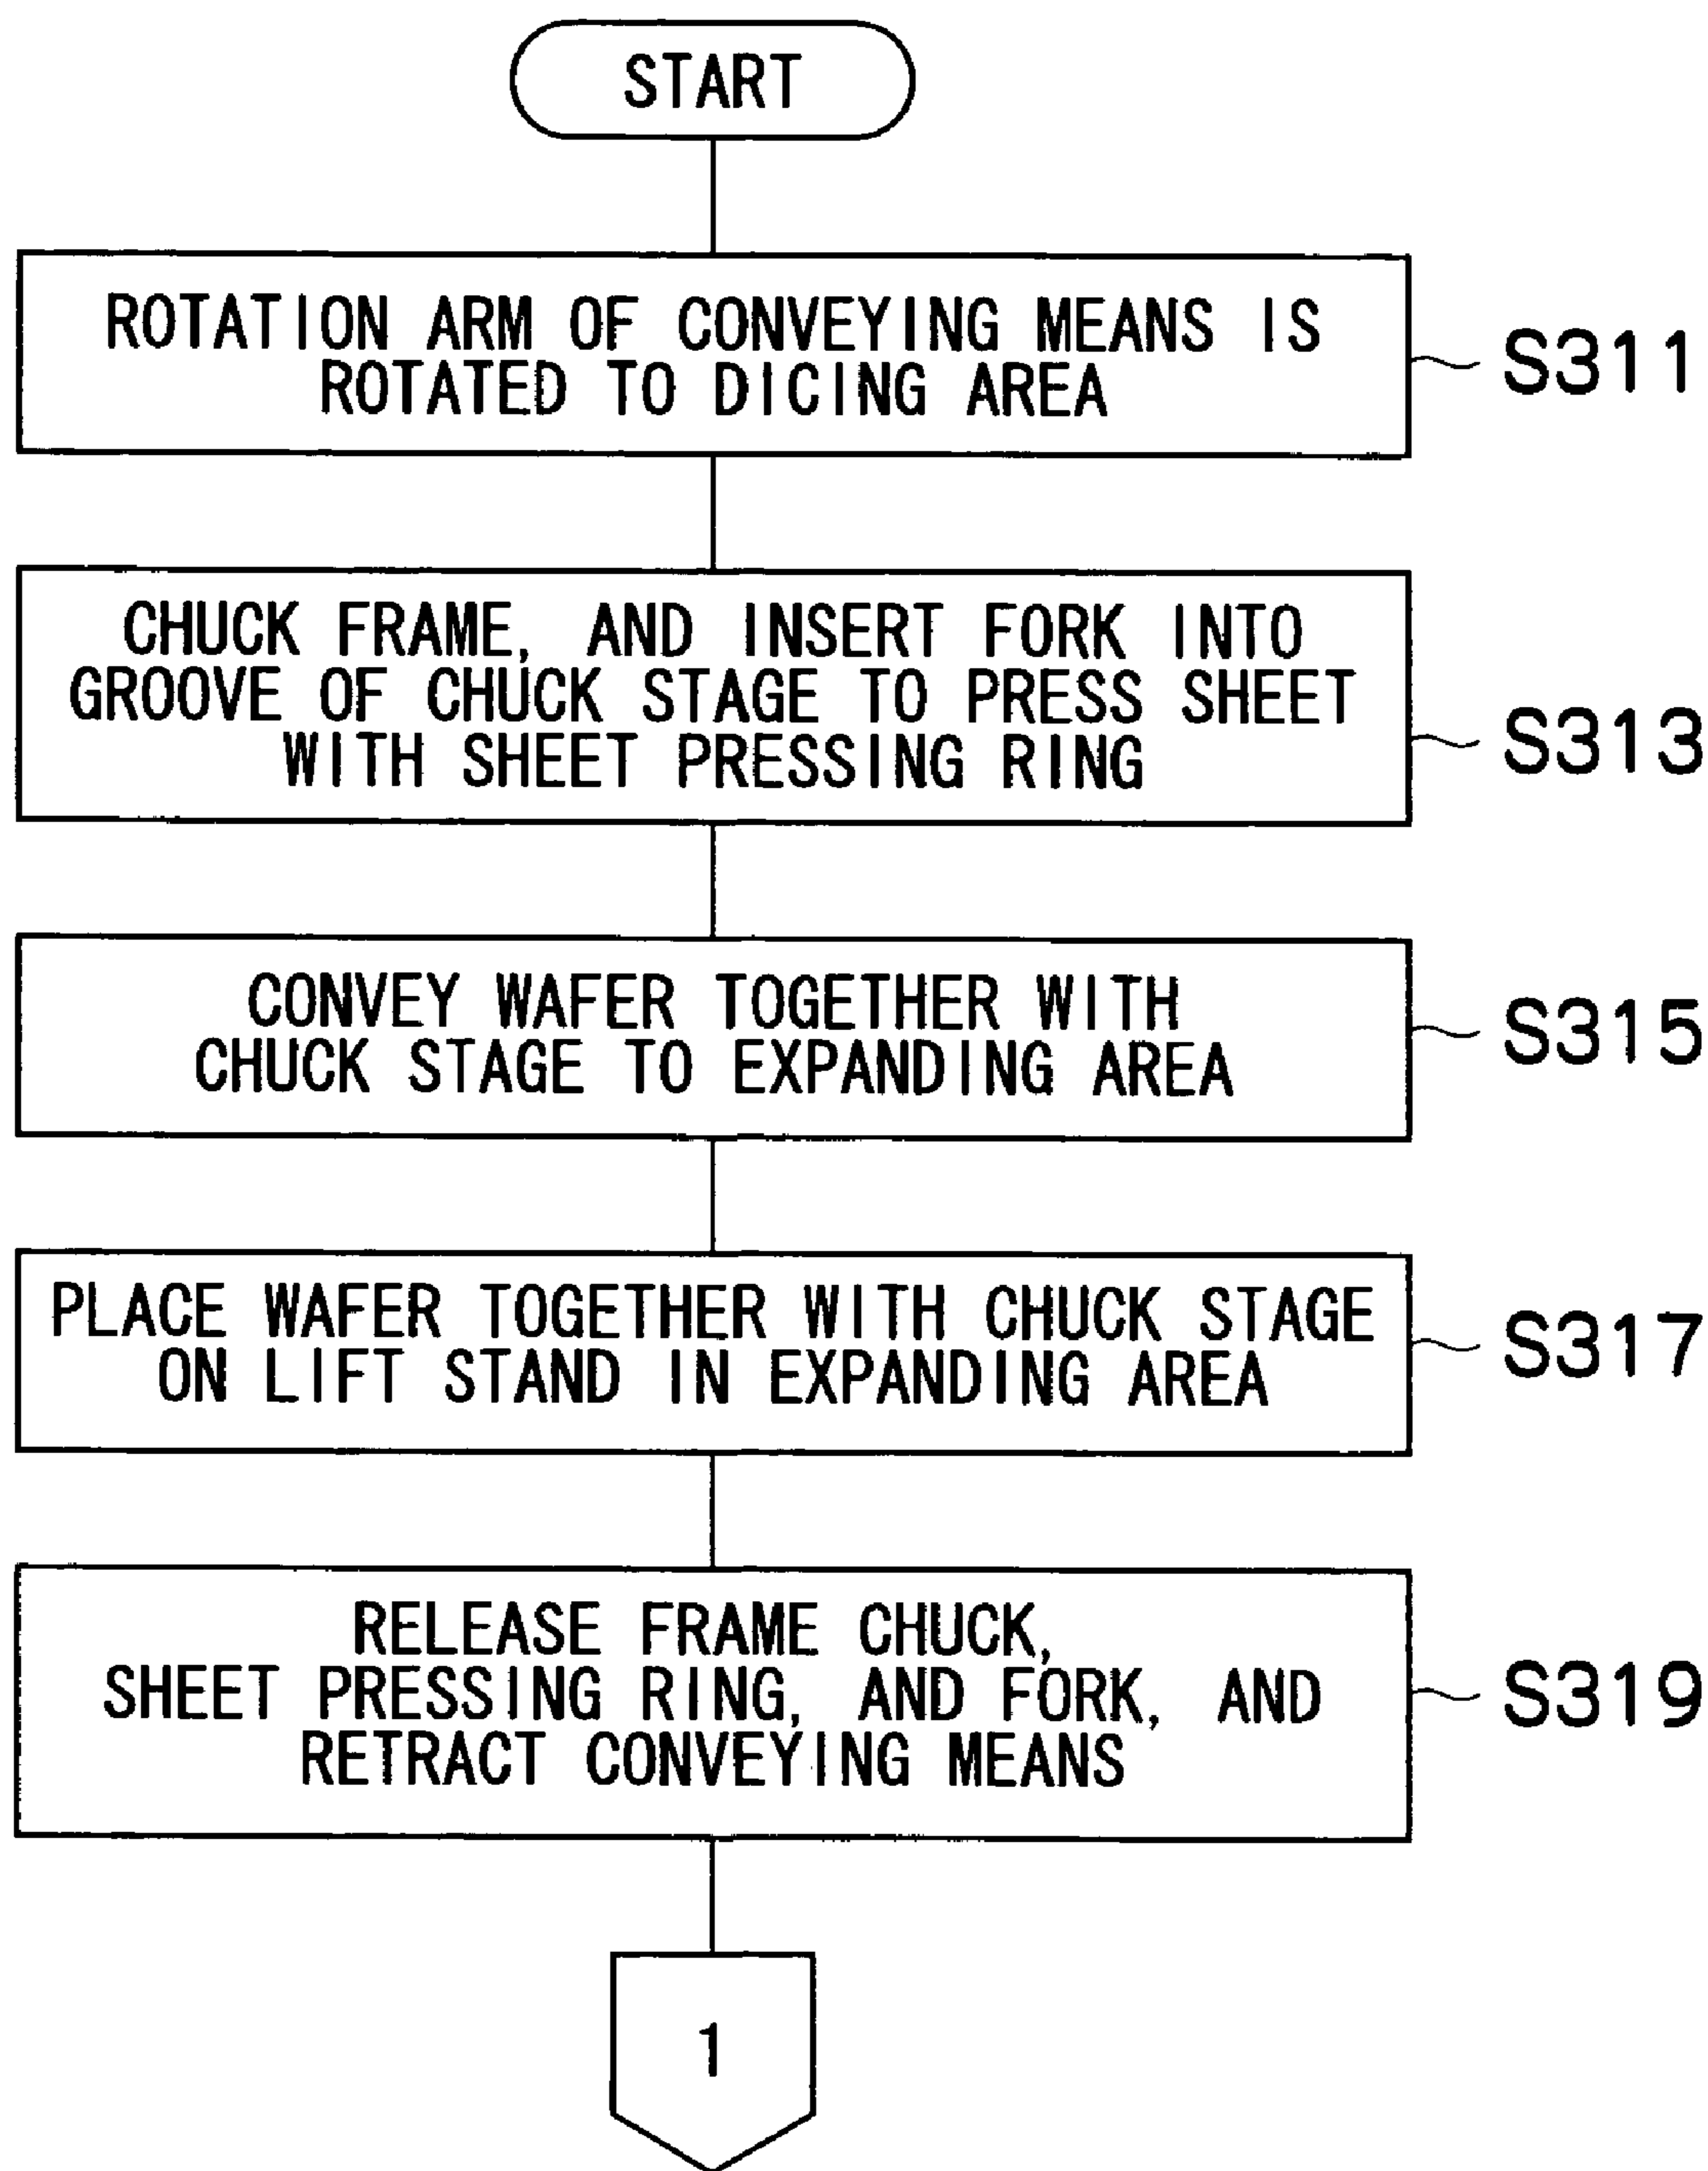 START
ROTATION ARM OF CONVEYING MEANS IS
ROTATED TO DICING AREA
S311
CHUCK FRAME, AND INSERT FORK INTO
GROOVE OF CHUCK STAGE TO PRESS SHEET
WITH SHEET PRESSING RING
S313
CONVEY WAFER TOGETHER WITH
CHUCK STAGE TO EXPANDING AREA
S315
PLACE WAFER TOGETHER WITH CHUCK STAGE
ON LIFT STAND IN EXPANDING AREA
S317
RELEASE FRAME CHUCK,
SHEET PRESSING RING, AND FORK, AND
RETRACT CONVEYING MEANS
S319
1